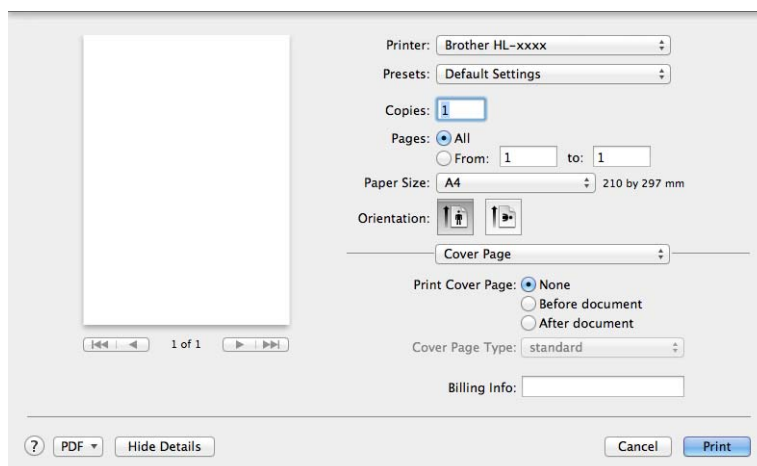 Printer: Brother HL-xxxx
Presets: Default Settings
Copies: 1
Pages: All
From: 1 to: 1
Paper Size: A4 210 by 297 mm
Orientation:
Cover Page
Print Cover Page: None
Before document
After document
Cover Page Type: standard
Billing Info:
1 of 1
? PDF Hide Details Cancel Print